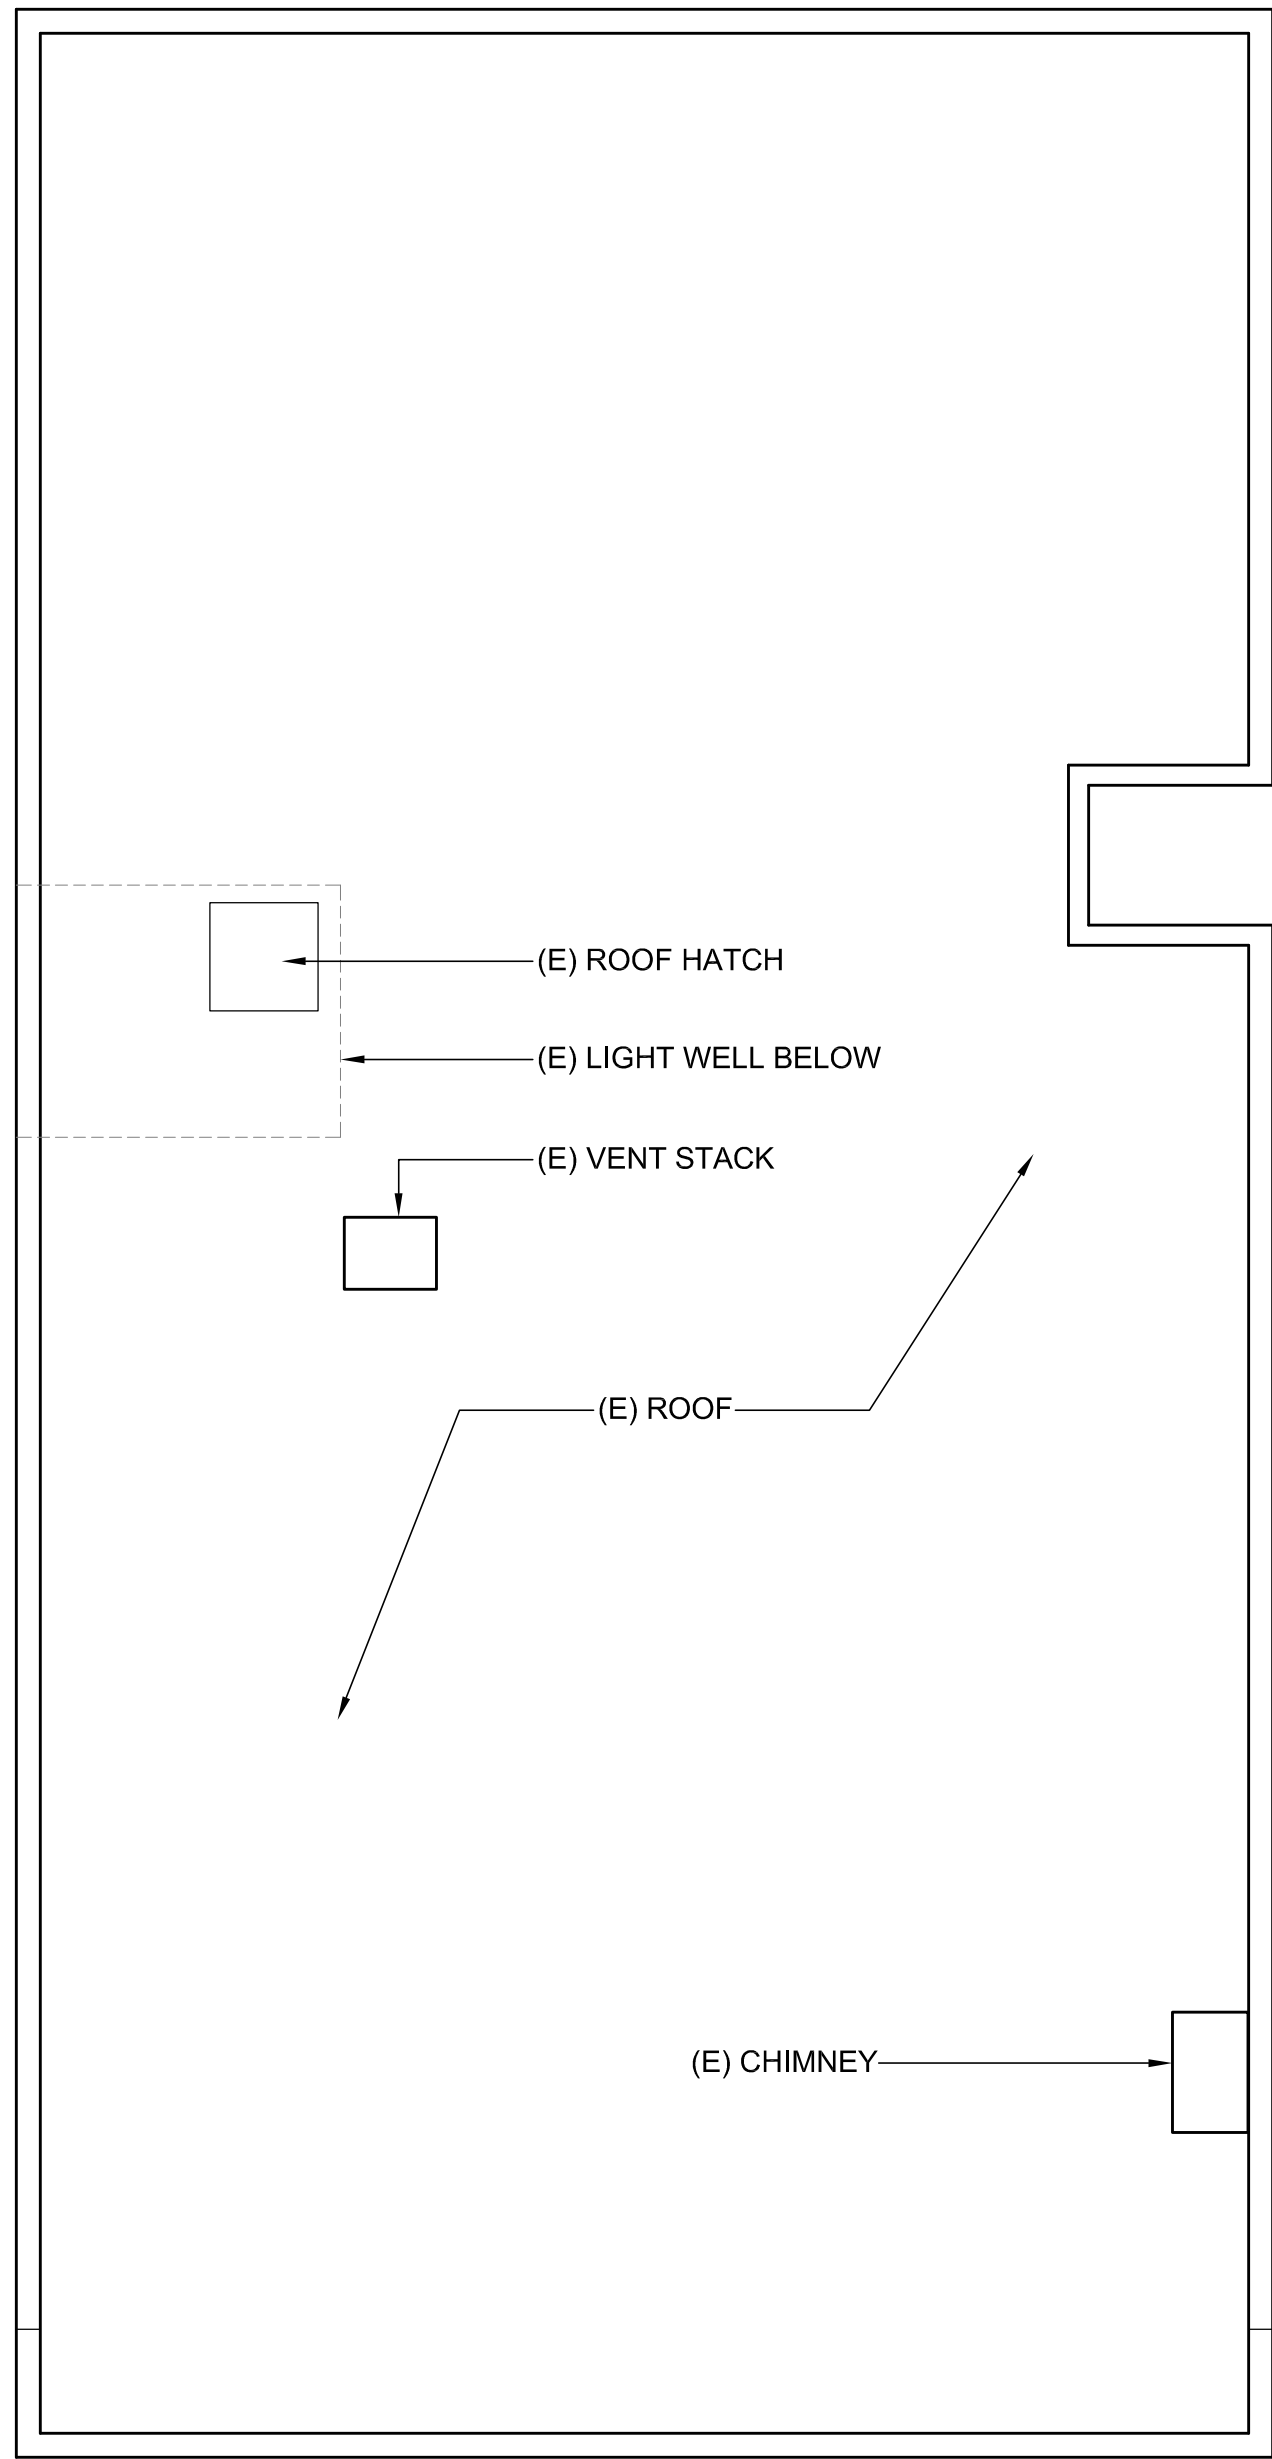 (E) ROOF HATCH
(E) LIGHT WELL BELOW
(E) VENT STACK
(E) ROOF
(E) CHIMNEY